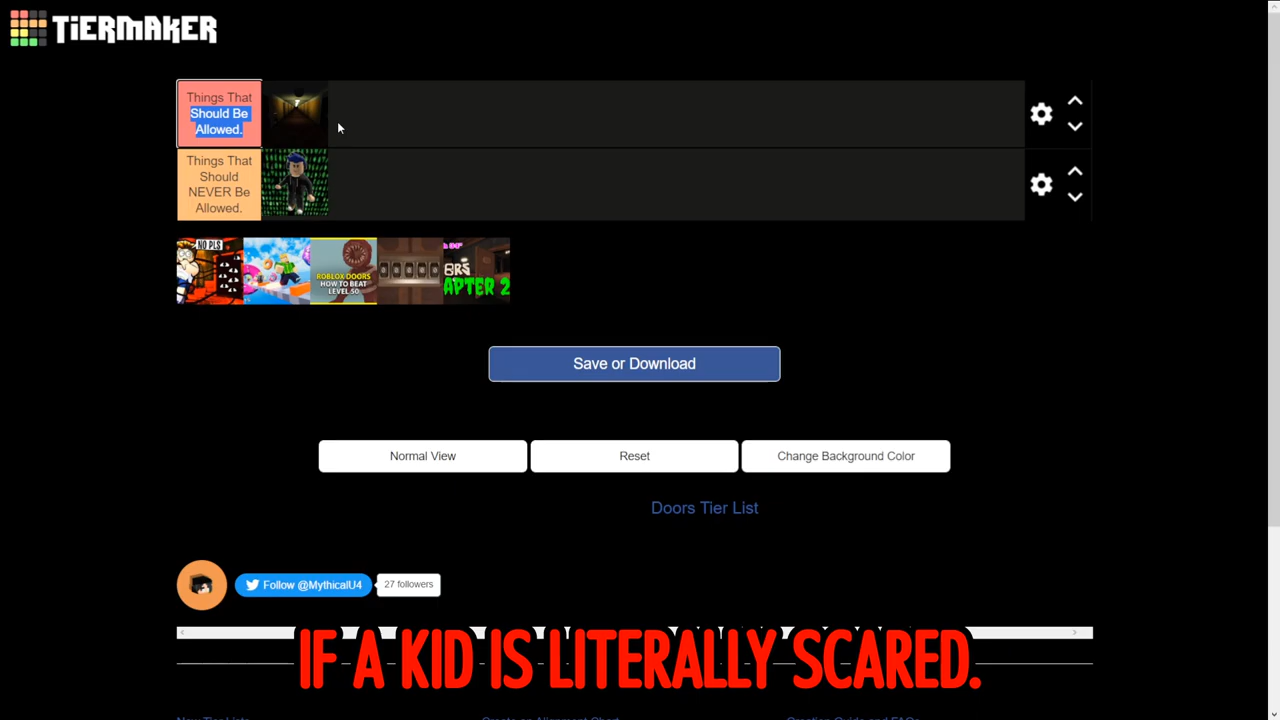 TiERMAKER
Things That
Should Be
Allowed.
Things That
Should
NEVER Be
Allowed.
NO PLS
ROBLOX DOORS
HOW TO BEAT
LEVEL 50
APTER 2
Save or Download
Normal View
Reset
Change Background Color
Doors Tier List
Follow @MythicalU4
27 followers
IF A KID IS LITERALLY SCARED.